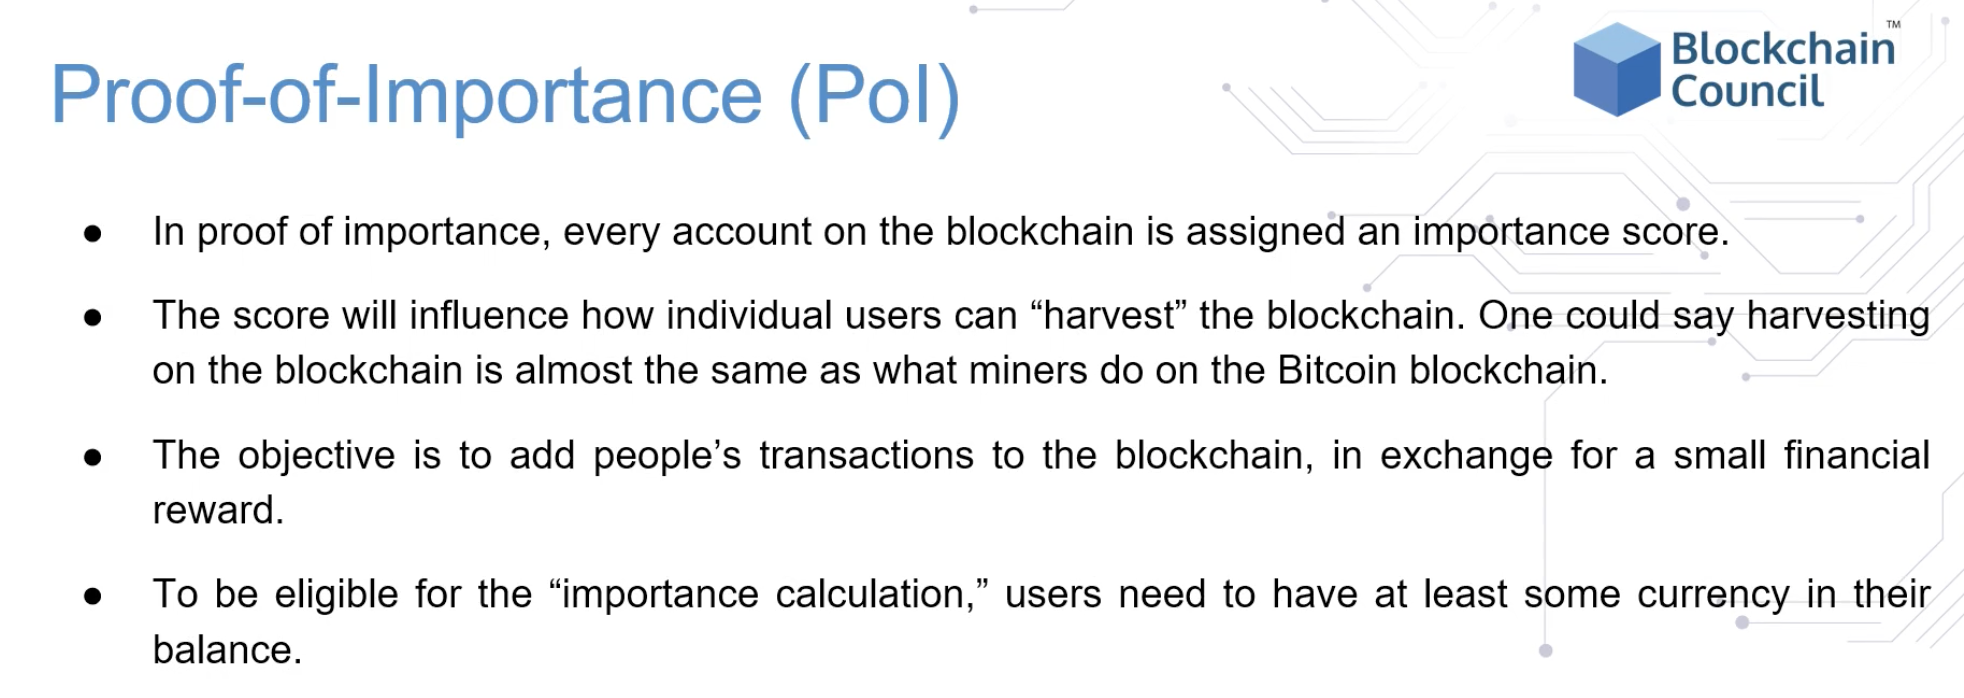 Blockchain
Council
™
Proof-of-Importance (PoI)
● In proof of importance, every account on the blockchain is assigned an importance score.
● The score will influence how individual users can “harvest” the blockchain. One could say harvesting
on the blockchain is almost the same as what miners do on the Bitcoin blockchain.
● The objective is to add people’s transactions to the blockchain, in exchange for a small financial
reward.
● To be eligible for the “importance calculation,” users need to have at least some currency in their
balance.